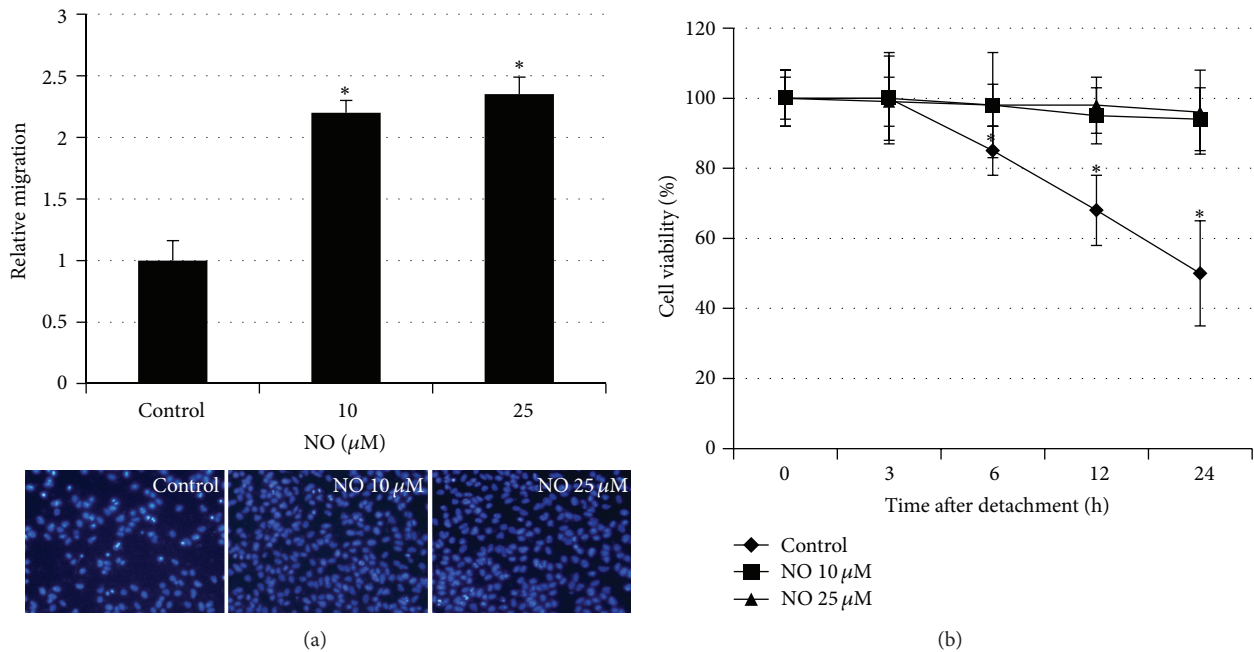 3
2.5
2
1.5
1
0.5
0
Relative migration
*
*
Control
10
25
NO (μM)
Control
NO 10 μM
NO 25 μM
(a)
120
100
80
60
40
20
0
Cell viability (%)
*
*
*
0
3
6
12
24
Time after detachment (h)
Control
NO 10 μM
NO 25 μM
(b)